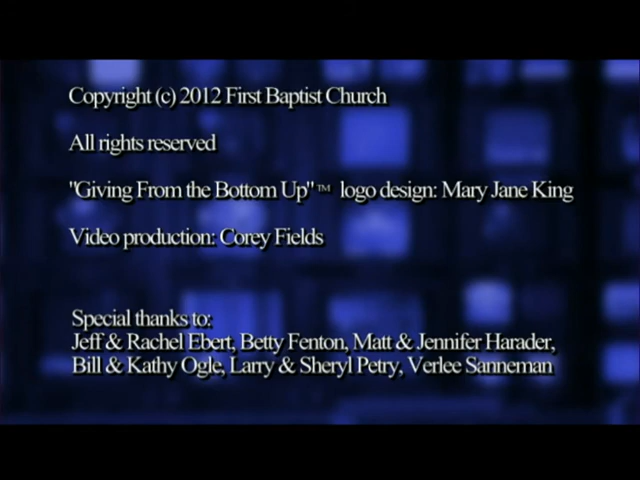 Copyright (c) 2012 First Baptist Church
All rights reserved
"Giving From the Bottom Up"™ logo design: Mary Jane King
Video production: Corey Fields
Special thanks to:
Jeff & Rachel Ebert, Betty Fenton, Matt & Jennifer Harader,
Bill & Kathy Ogle, Larry & Sheryl Petry, Verlee Sanneman